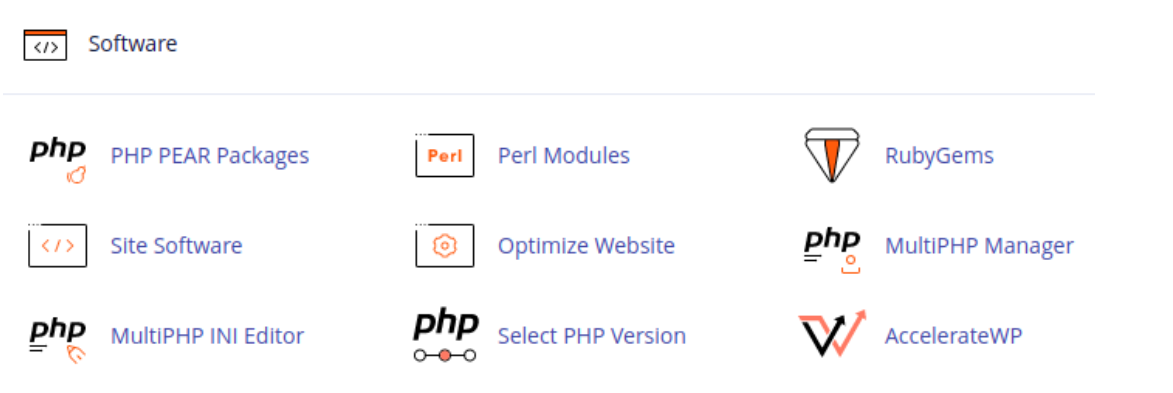 </> Software
php PHP PEAR Packages
Perl Perl Modules
RubyGems
</> Site Software
Optimize Website
php MultiPHP Manager
php MultiPHP INI Editor
php Select PHP Version
AccelerateWP